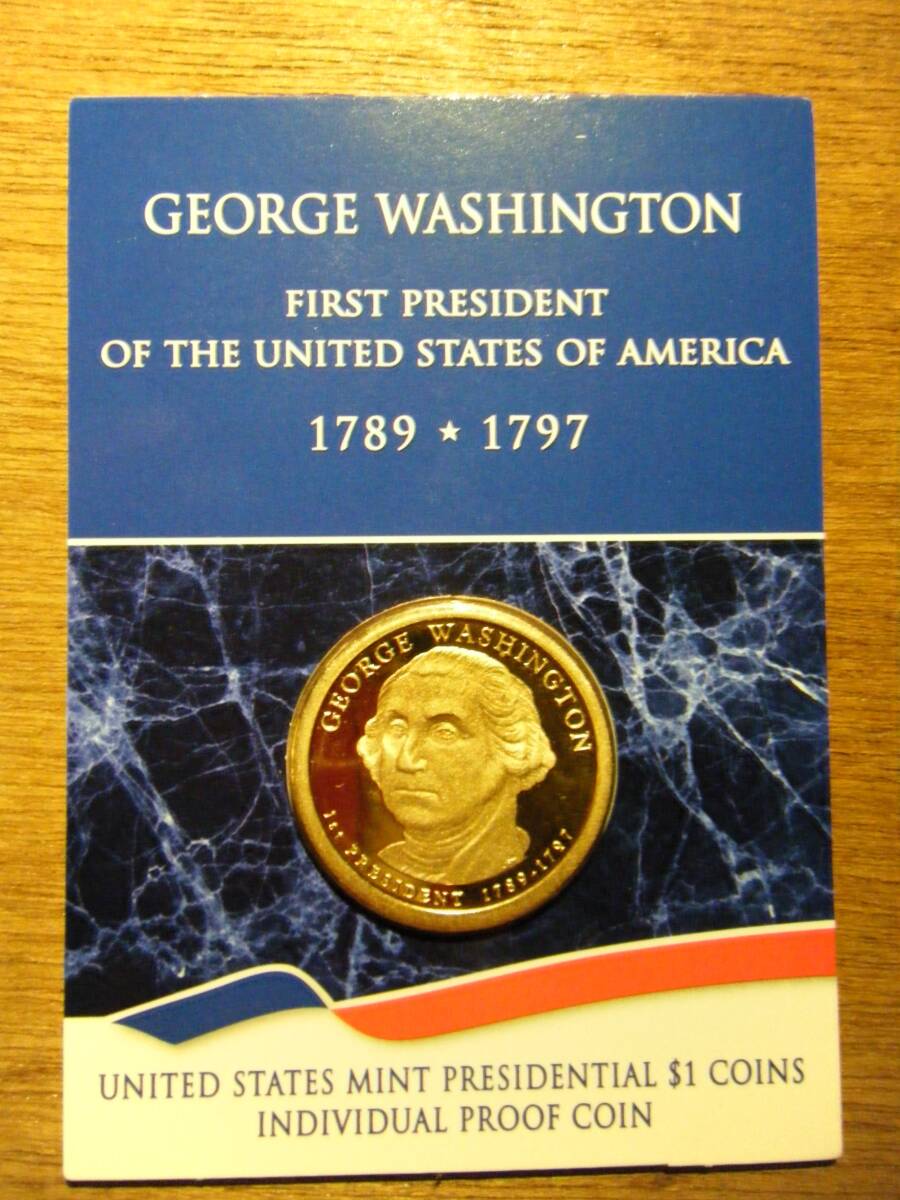 GEORGE WASHINGTON
FIRST PRESIDENT
OF THE UNITED STATES OF AMERICA
1789 ★ 1797
GEORGE WASHINGTON
1st PRESIDENT 1789-1797
UNITED STATES MINT PRESIDENTIAL $1 COINS
INDIVIDUAL PROOF COIN